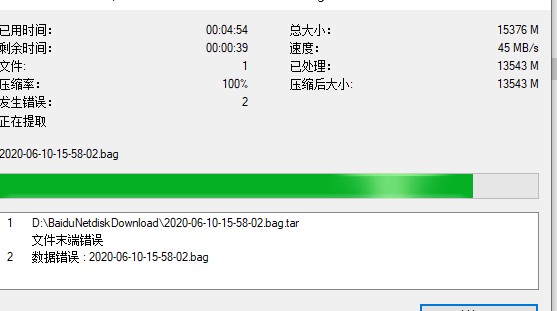 已用时间： 00:04:54 总大小： 15376 M
剩余时间： 00:00:39 速度： 45 MB/s
文件： 1 已处理： 13543 M
压缩率： 100% 压缩后大小： 13543 M
发生错误： 2
正在提取
2020-06-10-15-58-02.bag
1 D:\BaiduNetdiskDownload\2020-06-10-15-58-02.bag.tar
文件末端错误
2 数据错误 : 2020-06-10-15-58-02.bag